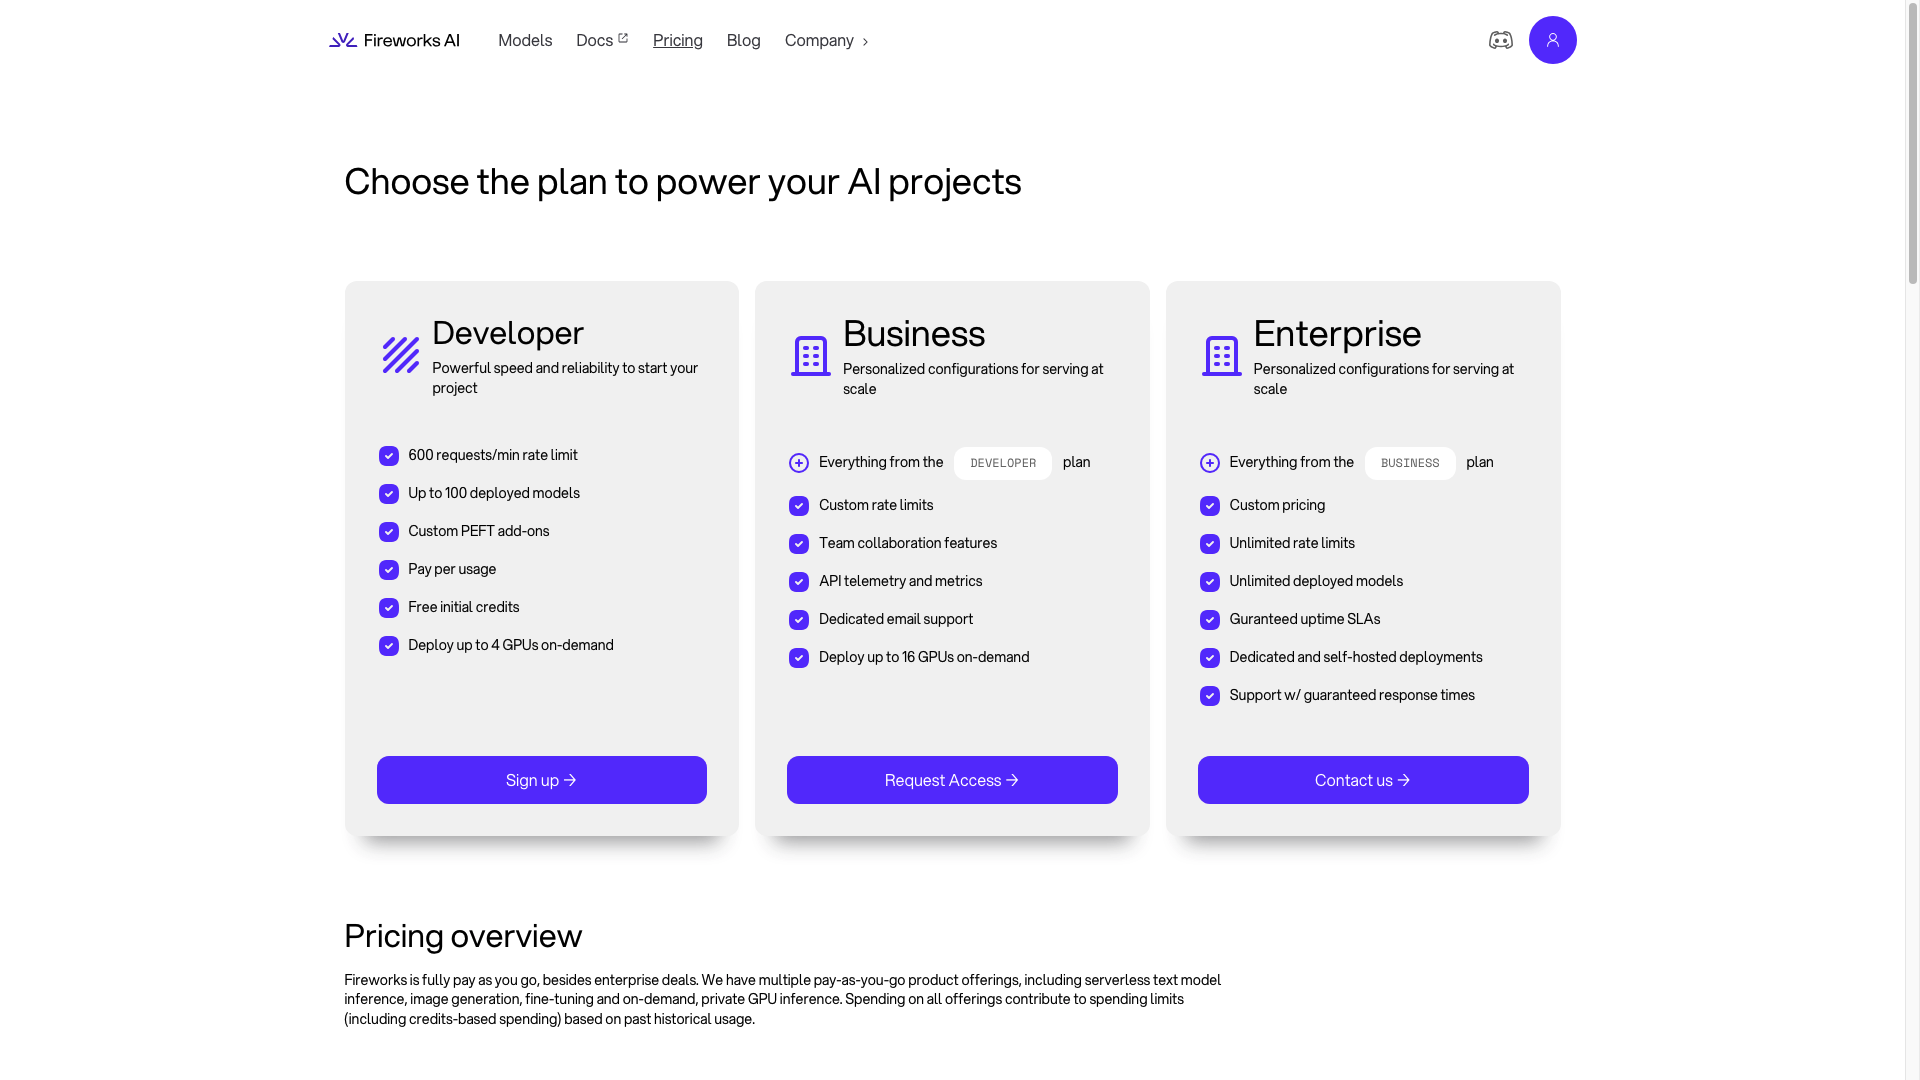 Fireworks AI
Models
Docs
Pricing
Blog
Company
Choose the plan to power your AI projects
Developer
Powerful speed and reliability to start your
project
600 requests/min rate limit
Up to 100 deployed models
Custom PEFT add-ons
Pay per usage
Free initial credits
Deploy up to 4 GPUs on-demand
Sign up →
Business
Personalized configurations for serving at
scale
Everything from the DEVELOPER plan
Custom rate limits
Team collaboration features
API telemetry and metrics
Dedicated email support
Deploy up to 16 GPUs on-demand
Request Access →
Enterprise
Personalized configurations for serving at
scale
Everything from the BUSINESS plan
Custom pricing
Unlimited rate limits
Unlimited deployed models
Guranteed uptime SLAs
Dedicated and self-hosted deployments
Support w/ guaranteed response times
Contact us →
Pricing overview
Fireworks is fully pay as you go, besides enterprise deals. We have multiple pay-as-you-go product offerings, including serverless text model
inference, image generation, fine-tuning and on-demand, private GPU inference. Spending on all offerings contribute to spending limits
(including credits-based spending) based on past historical usage.